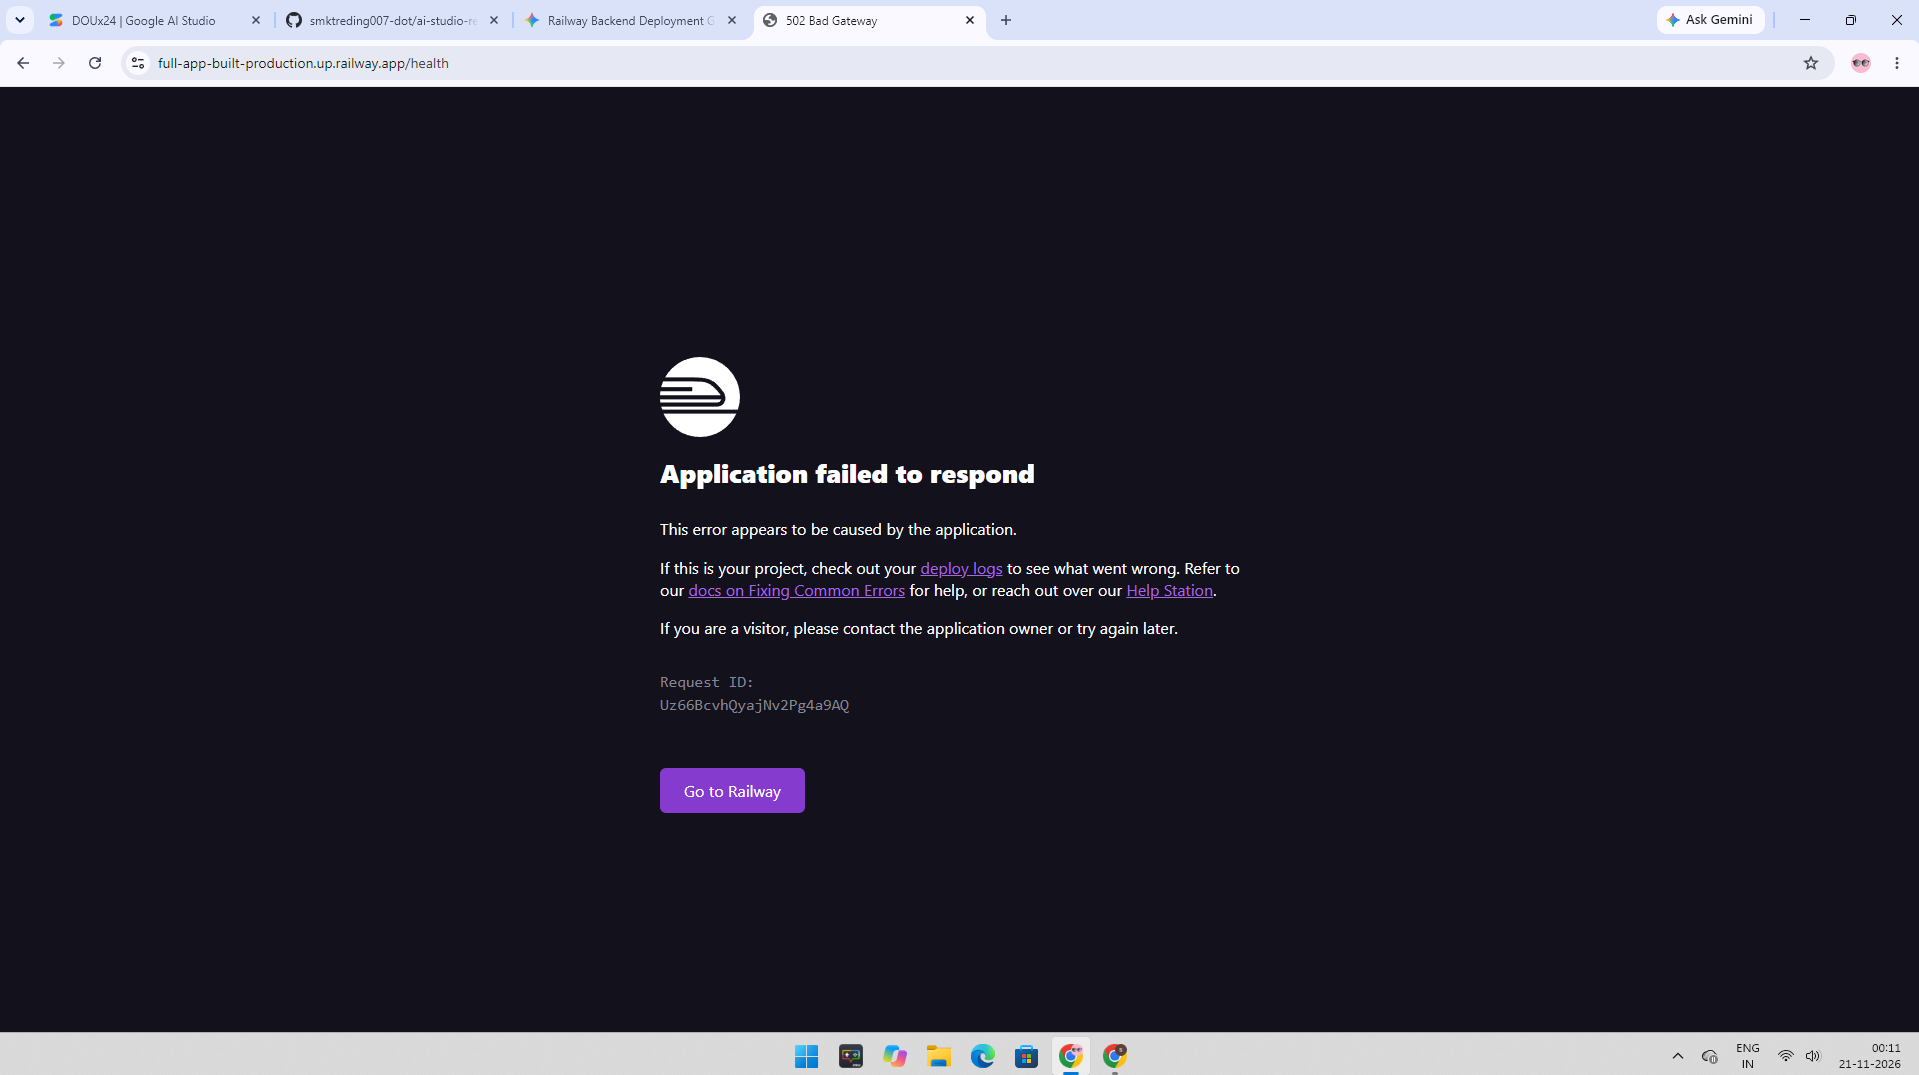 DOUx24 | Google AI Studio
smktreding007-dot/ai-studio-re
Railway Backend Deployment G
502 Bad Gateway
Ask Gemini
full-app-built-production.up.railway.app/health
Application failed to respond
This error appears to be caused by the application.
If this is your project, check out your deploy logs to see what went wrong. Refer to
our docs on Fixing Common Errors for help, or reach out over our Help Station.
If you are a visitor, please contact the application owner or try again later.
Request ID:
Uz66BcvhQyajNv2Pg4a9AQ
Go to Railway
ENG
IN
00:11
21-11-2026